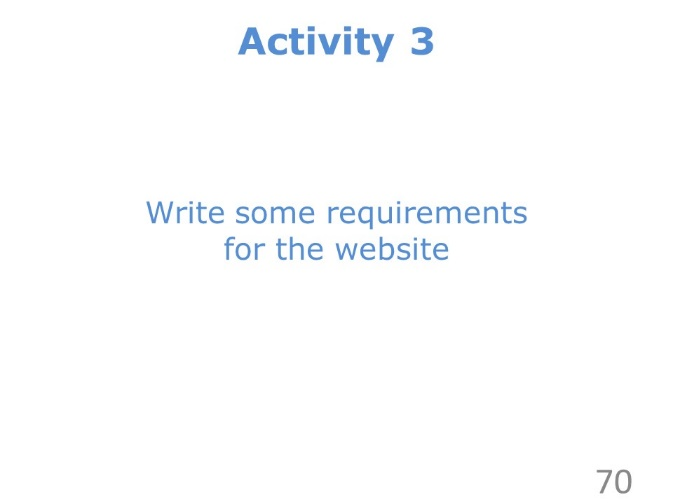 Activity 3
Write some requirements
for the website
70